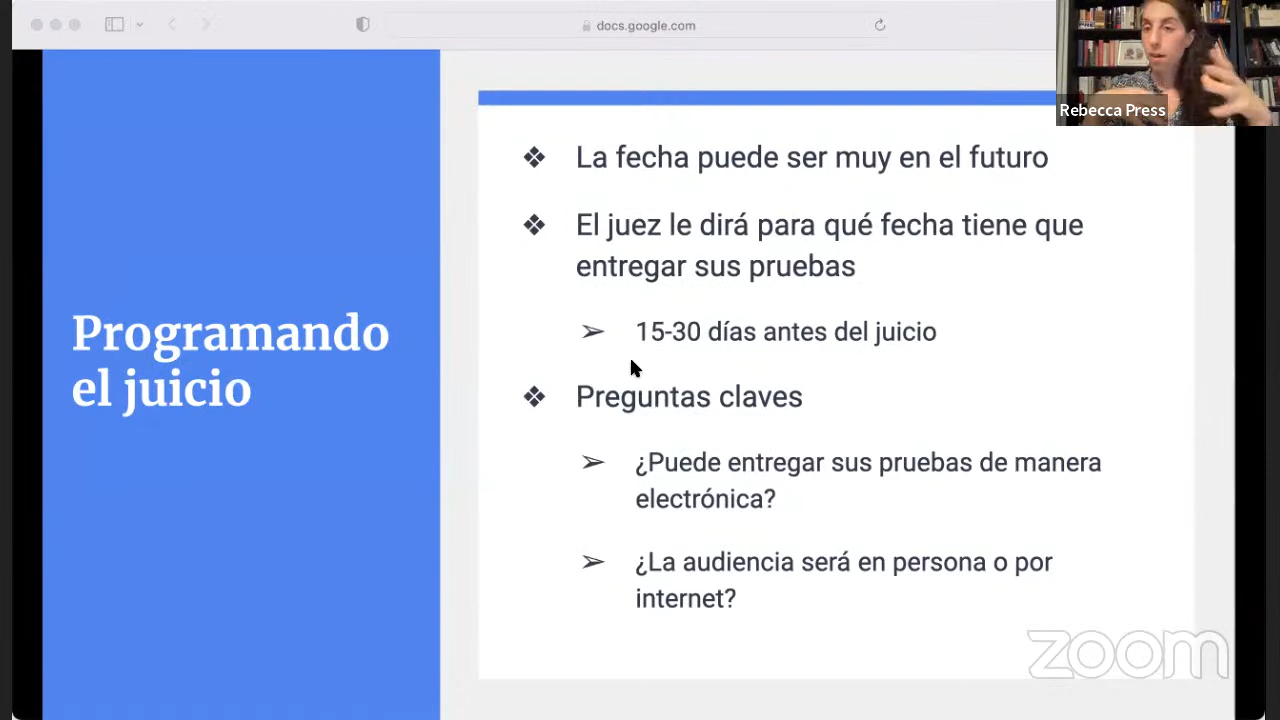 docs.google.com
Rebecca Press
Programando
el juicio
❖ La fecha puede ser muy en el futuro
❖ El juez le dirá para qué fecha tiene que
entregar sus pruebas
➢ 15-30 días antes del juicio
❖ Preguntas claves
➢ ¿Puede entregar sus pruebas de manera
electrónica?
➢ ¿La audiencia será en persona o por
internet?
zoom